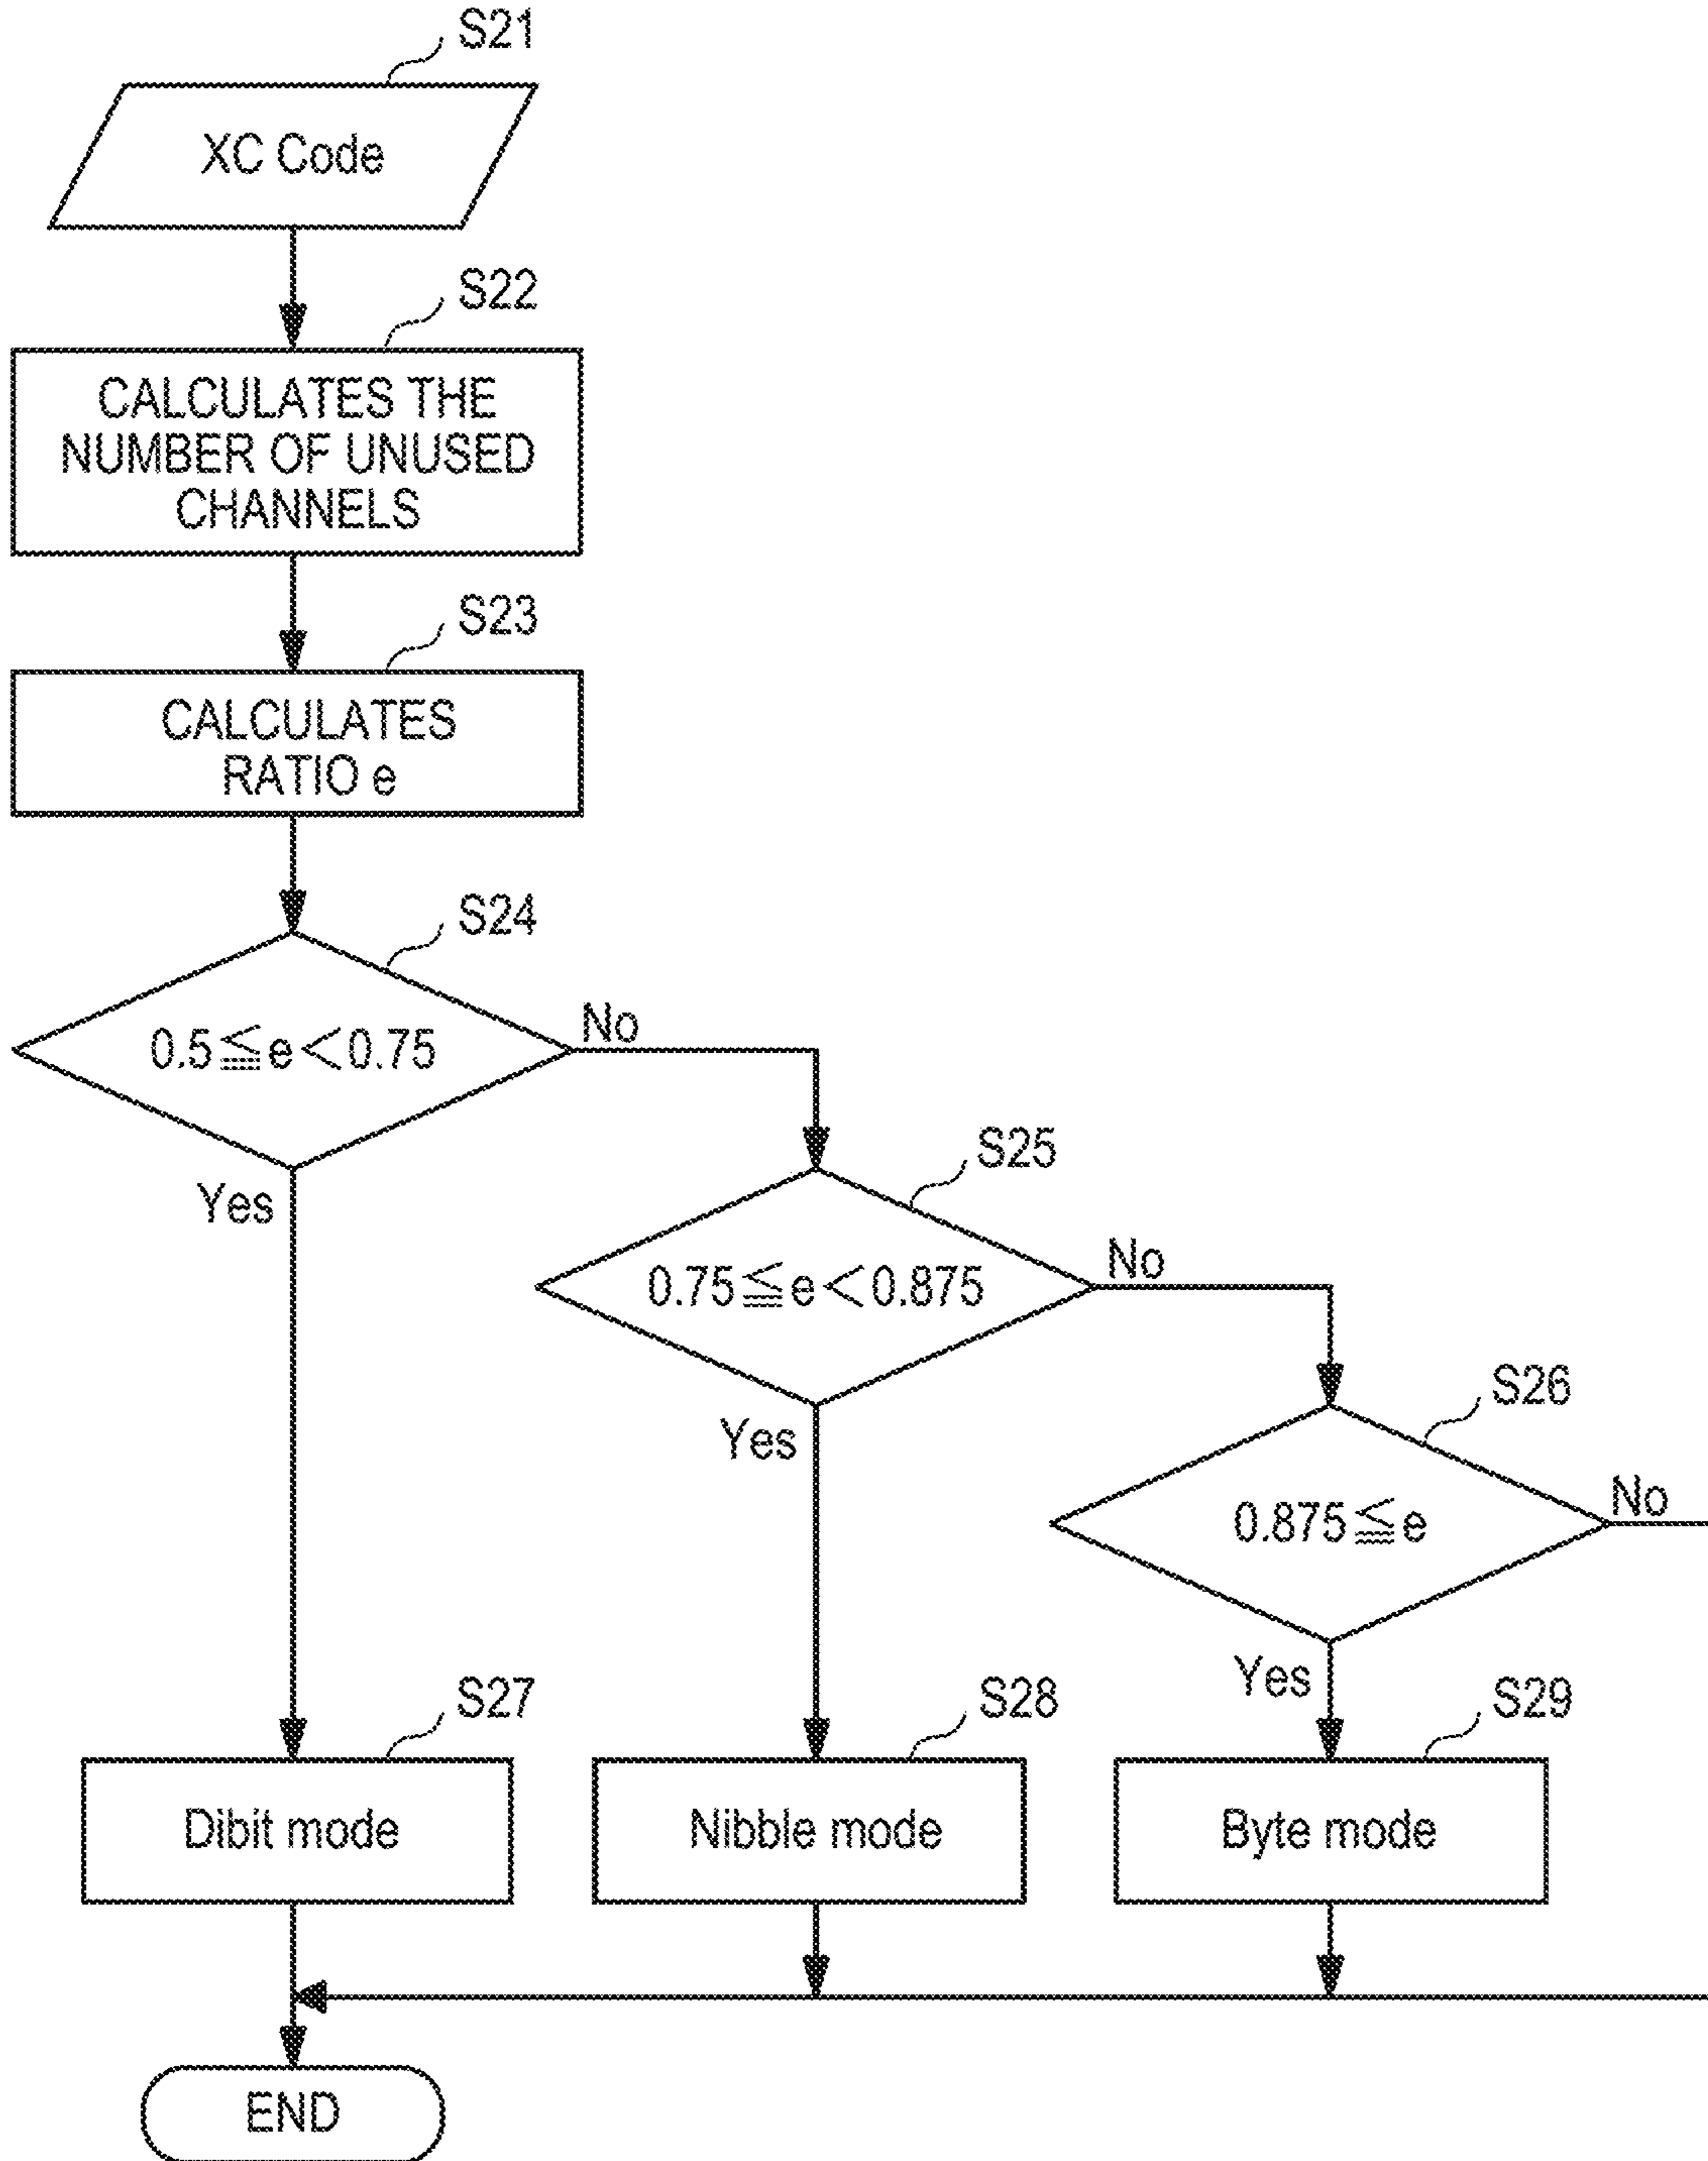 S21
XC Code
S22
CALCULATES THE
NUMBER OF UNUSED
CHANNELS
S23
CALCULATES
RATIO e
S24
0.5≦e<0.75
No
Yes
S25
0.75≦e<0.875
No
Yes
S26
0.875≦e
No
Yes
S27
Dibit mode
S28
Nibble mode
S29
Byte mode
END